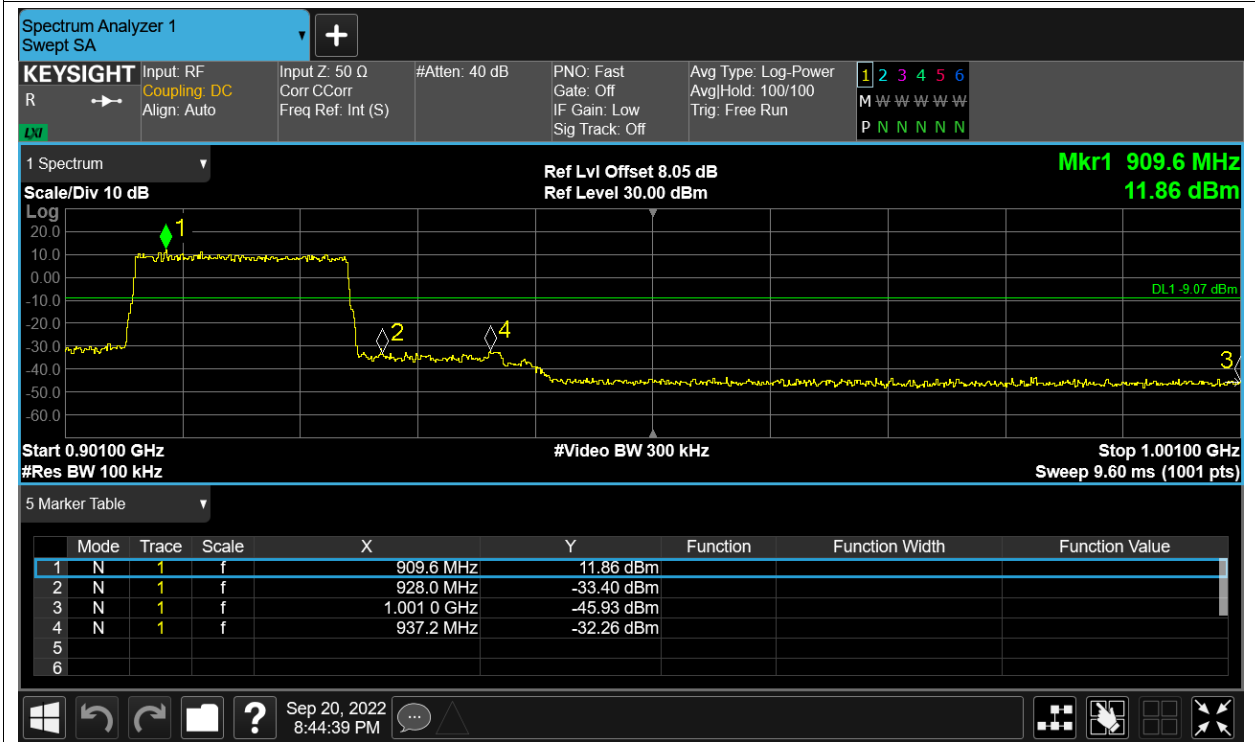 Spectrum Analyzer 1
Swept SA
+
KEYSIGHT Input: RF Input Z: 50 Ω #Atten: 40 dB PNO: Fast Avg Type: Log-Power 1 2 3 4 5 6
R Coupling: DC Corr CCorr Gate: Off Avg|Hold: 100/100 M W W W W W
Align: Auto Freq Ref: Int (S) IF Gain: Low Trig: Free Run
LXI Sig Track: Off P N N N N N
1 Spectrum Ref Lvl Offset 8.05 dB Mkr1 909.6 MHz
Scale/Div 10 dB Ref Level 30.00 dBm 11.86 dBm
Log
1
20.0
10.0
0.00
DL1 -9.07 dBm
-10.0
-20.0
2 4
-30.0
3
-40.0
-50.0
-60.0
Start 0.90100 GHz #Video BW 300 kHz Stop 1.00100 GHz
#Res BW 100 kHz Sweep 9.60 ms (1001 pts)
5 Marker Table
Mode Trace Scale X Y Function Function Width Function Value
1 N 1 f 909.6 MHz 11.86 dBm
2 N 1 f 928.0 MHz -33.40 dBm
3 N 1 f 1.001 0 GHz -45.93 dBm
4 N 1 f 937.2 MHz -32.26 dBm
5
6
? Sep 20, 2022
8:44:39 PM